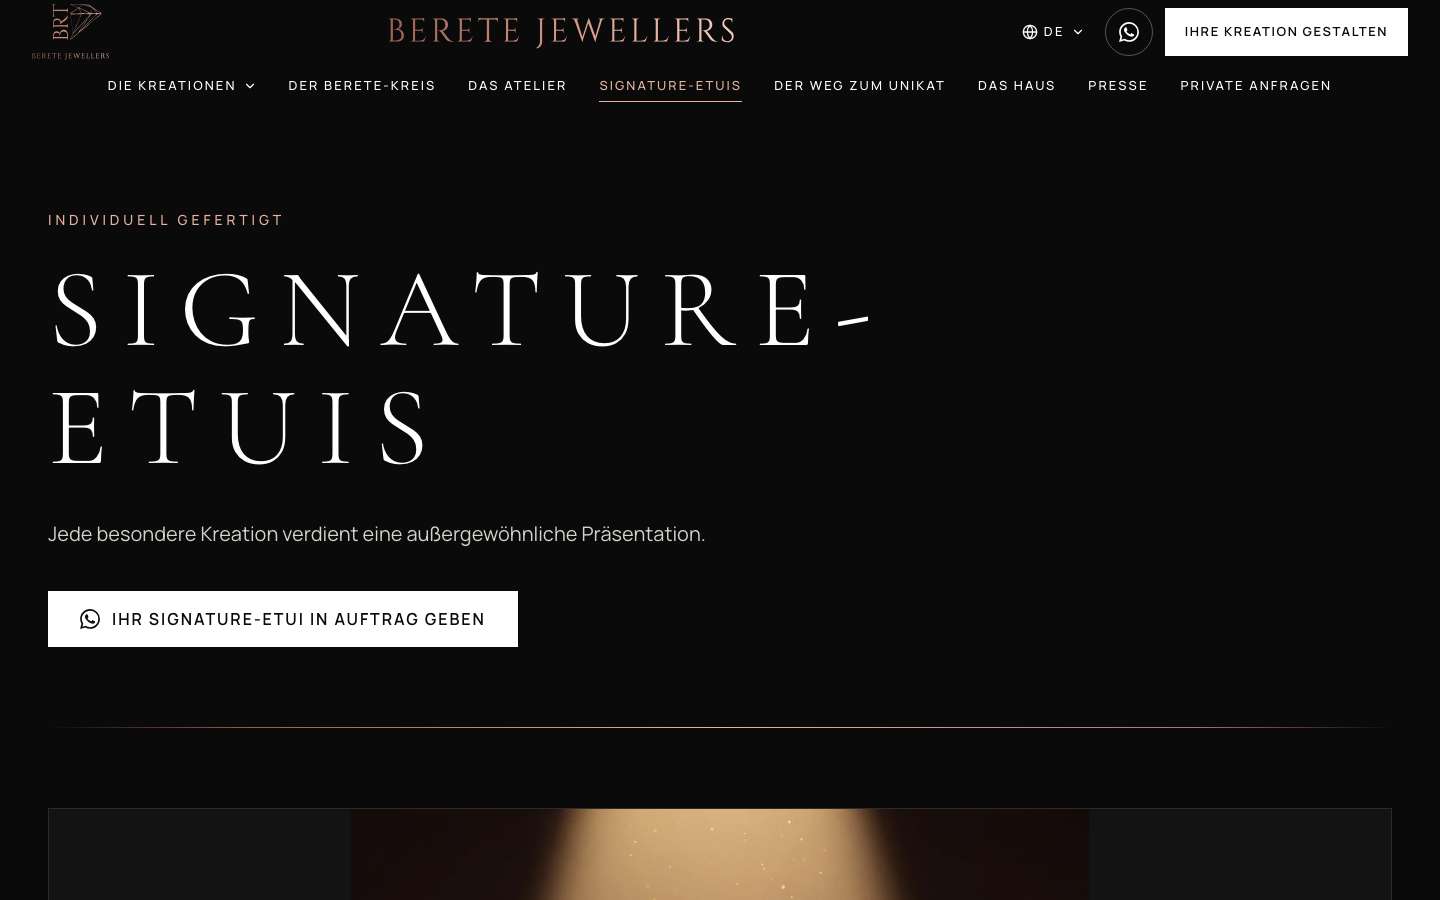 BRT
BERETE JEWELLERS
BERETE JEWELLERS
DE
IHRE KREATION GESTALTEN
DIE KREATIONEN
DER BERETE-KREIS
DAS ATELIER
SIGNATURE-ETUIS
DER WEG ZUM UNIKAT
DAS HAUS
PRESSE
PRIVATE ANFRAGEN
INDIVIDUELL GEFERTIGT
SIGNATURE-
ETUIS
Jede besondere Kreation verdient eine außergewöhnliche Präsentation.
IHR SIGNATURE-ETUI IN AUFTRAG GEBEN